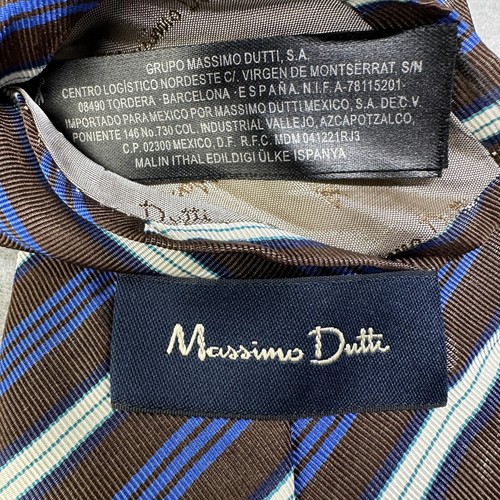 GRUPO MASSIMO DUTTI, S.A.
CENTRO LOGÍSTICO NORDESTE C/. VIRGEN DE MONTSERRAT, S/N
08490 TORDERA · BARCELONA · ESPAÑA. N.I.F. A-78115201·
IMPORTADO PARA MEXICO POR MASSIMO DUTTI MEXICO, S.A. DE C.V.
PONIENTE 146 No. 730 COL. INDUSTRIAL VALLEJO, AZCAPOTZALCO,
C.P. 02300 MEXICO, D.F. R.F.C. MDM 041221RJ3
MALIN ITHAL EDILDIGI ÜLKE ISPANYA
Dutti
Massimo Dutti